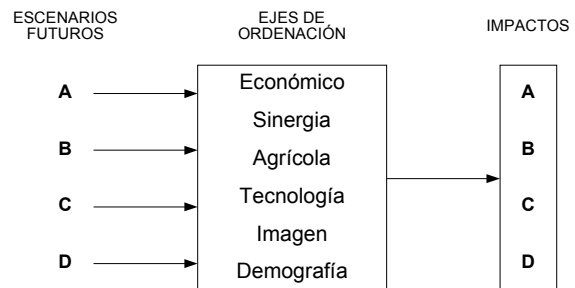 ESCENARIOS
FUTUROS
EJES DE
ORDENACIÓN
IMPACTOS
A
B
C
D
Económico
Sinergia
Agrícola
Tecnología
Imagen
Demografía
A
B
C
D